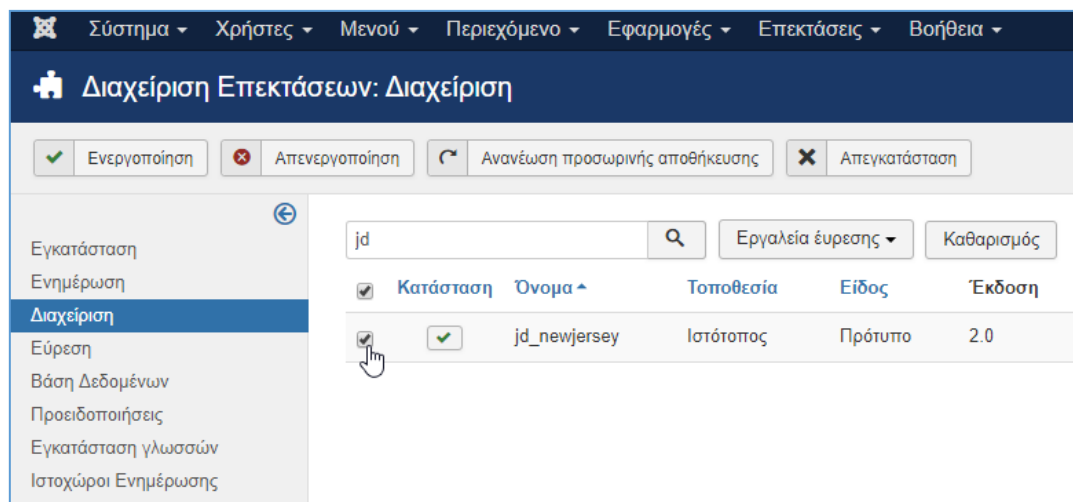 Σύστημα Χρήστες Μενού Περιεχόμενο Εφαρμογές Επεκτάσεις Βοήθεια
Διαχείριση Επεκτάσεων: Διαχείριση
Ενεργοποίηση Απενεργοποίηση Ανανέωση προσωρινής αποθήκευσης Απεγκατάσταση
Εγκατάσταση
Ενημέρωση
Διαχείριση
Εύρεση
Βάση Δεδομένων
Προειδοποιήσεις
Εγκατάσταση γλωσσών
Ιστοχώροι Ενημέρωσης
jd Εργαλεία έυρεσης Καθαρισμός
Κατάσταση Όνομα Τοποθεσία Είδος Έκδοση
jd_newjersey Ιστότοπος Πρότυπο 2.0